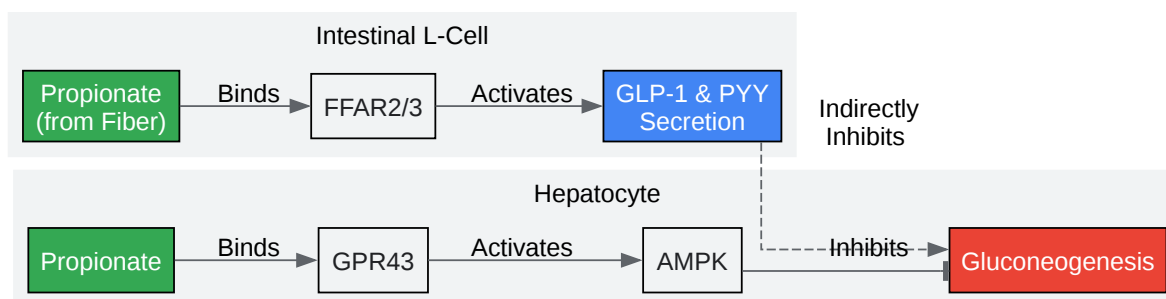 Intestinal L-Cell
Propionate
(from Fiber)
Binds
FFAR2/3
Activates
GLP-1 & PYY
Secretion
Indirectly
Inhibits
Hepatocyte
Propionate
Binds
GPR43
Activates
AMPK
Inhibits
Gluconeogenesis